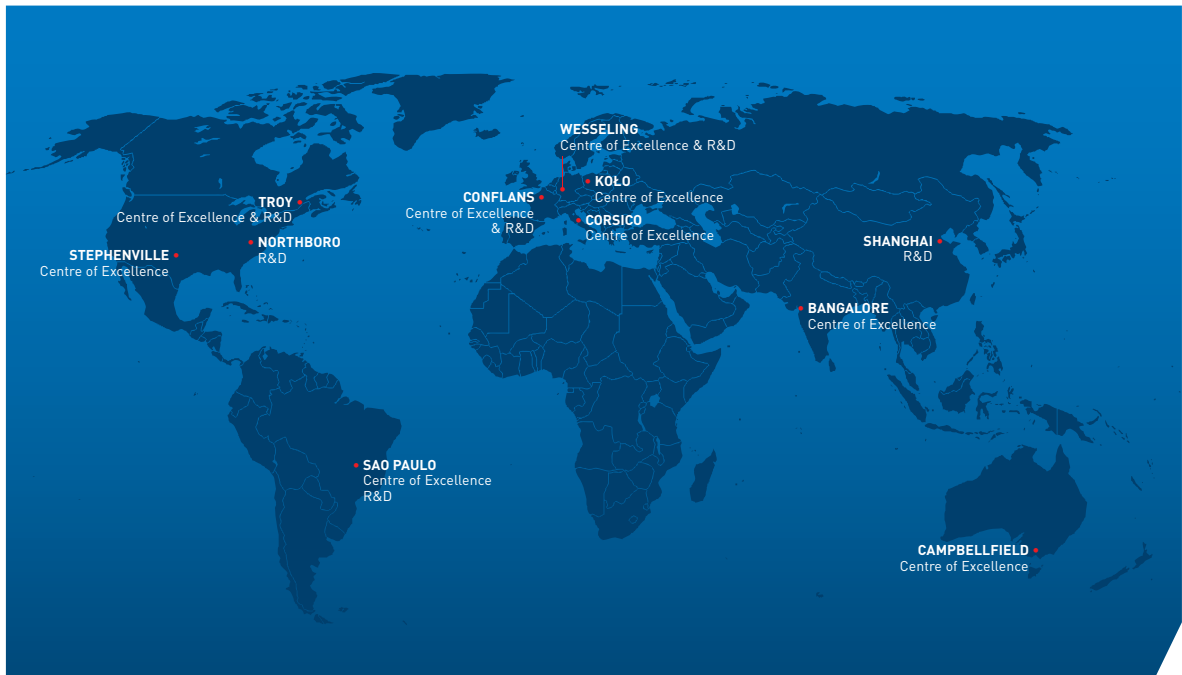 WESSELING
Centre of Excellence & R&D
KOŁO
Centre of Excellence
CONFLANS
Centre of Excellence
& R&D
CORSICO
Centre of Excellence
TROY
Centre of Excellence & R&D
NORTHBORO
R&D
STEPHENVILLE
Centre of Excellence
SHANGHAI
R&D
BANGALORE
Centre of Excellence
SAO PAULO
Centre of Excellence
R&D
CAMPBELLFIELD
Centre of Excellence